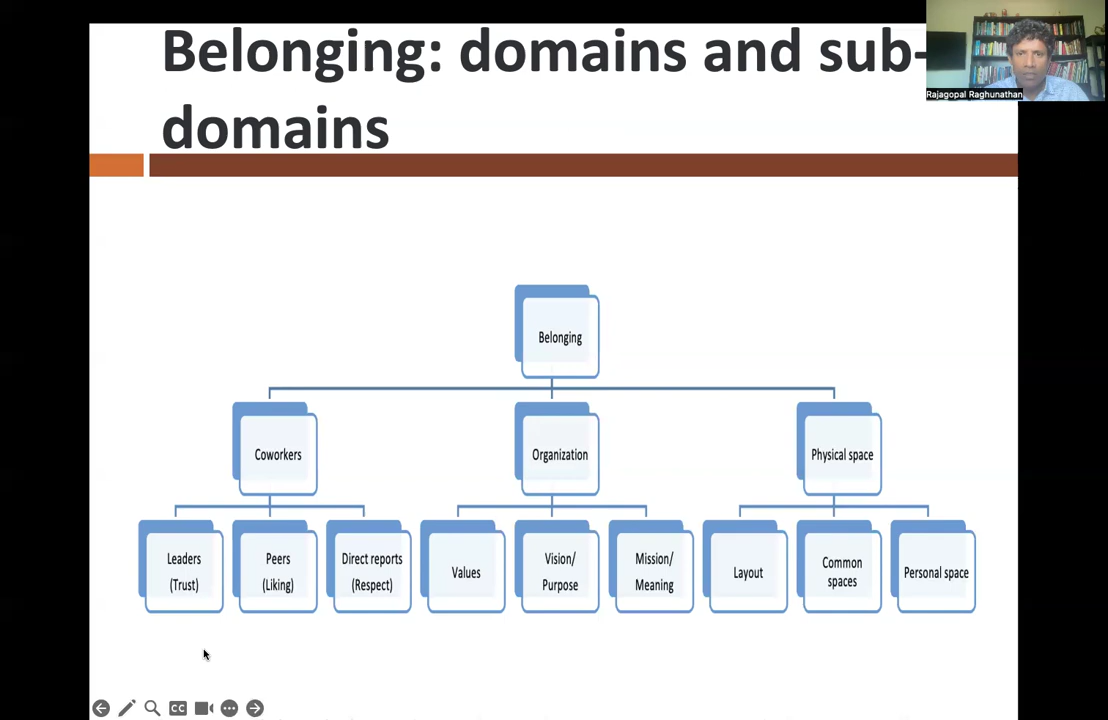 Belonging: domains and sub-
domains
Rajagopal Raghunathan
Belonging
Coworkers
Organization
Physical space
Leaders
(Trust)
Peers
(Liking)
Direct reports
(Respect)
Values
Vision/
Purpose
Mission/
Meaning
Layout
Common
spaces
Personal space
CC